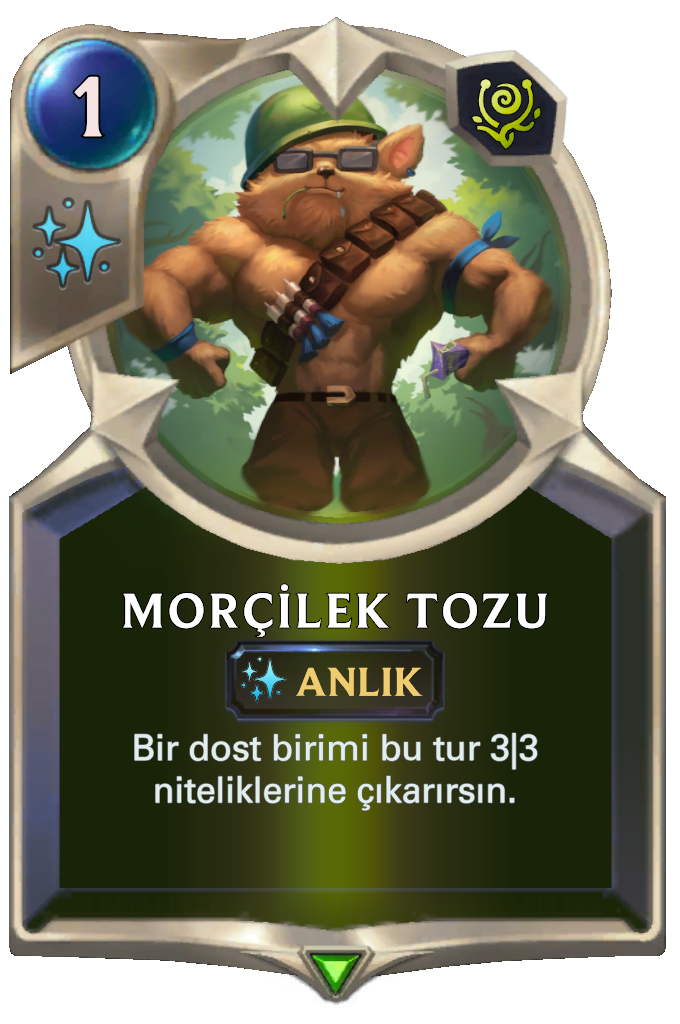 1
MORÇİLEK TOZU
ANLIK
Bir dost birimi bu tur 3|3
niteliklerine çıkarırsın.